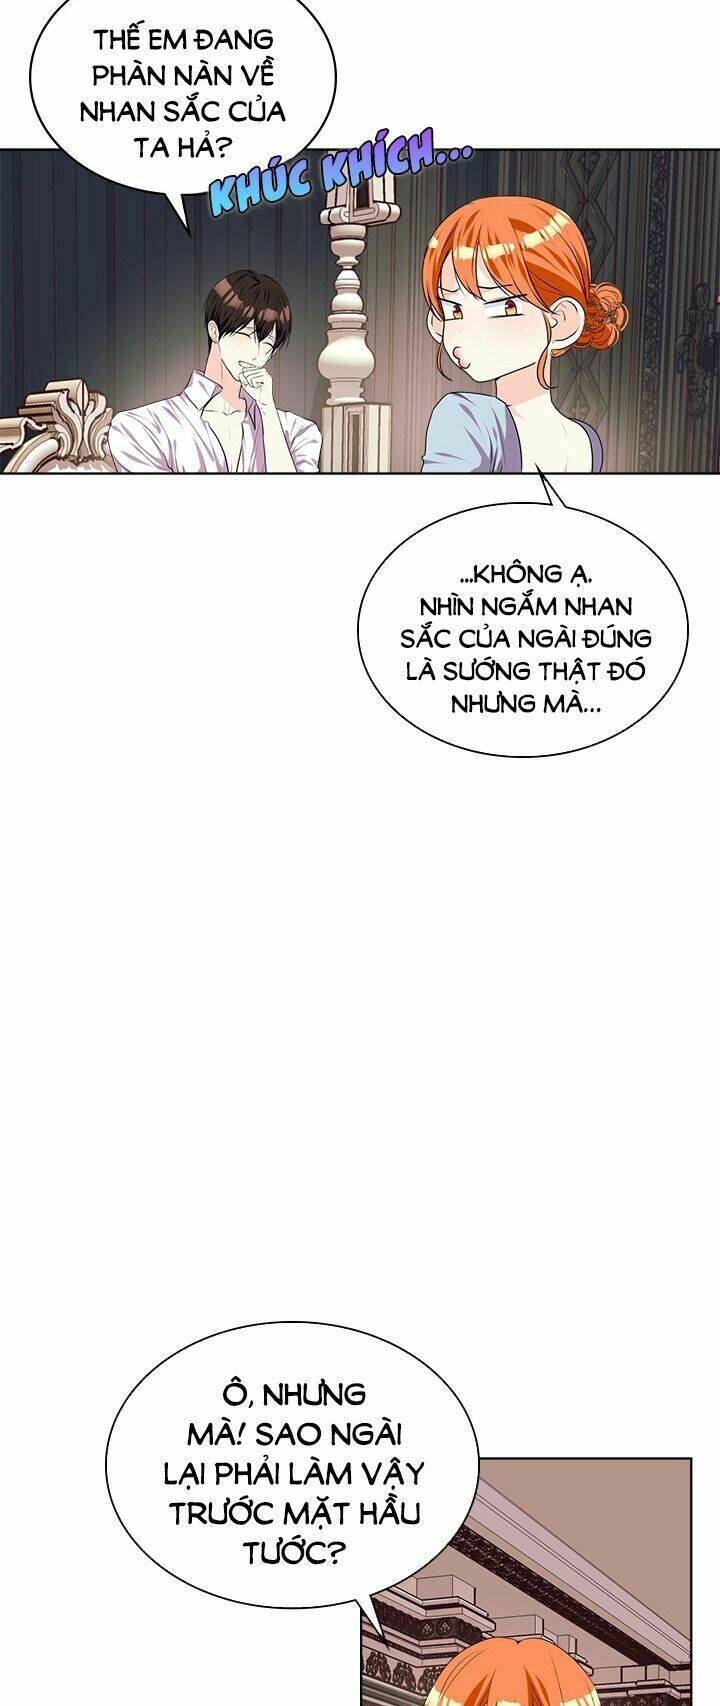 THẾ EM ĐANG
PHÀN NÀN VỀ
NHAN SẮC CỦA
TA HẢ?
KHÚC KHÍCH...
...KHÔNG Ạ.
NHÌN NGẮM NHAN
SẮC CỦA NGÀI ĐÚNG
LÀ SƯỚNG THẬT ĐÓ
NHƯNG MÀ...
Ô, NHƯNG
MÀ! SAO NGÀI
LẠI PHẢI LÀM VẬY
TRƯỚC MẶT HẦU
TƯỚC?